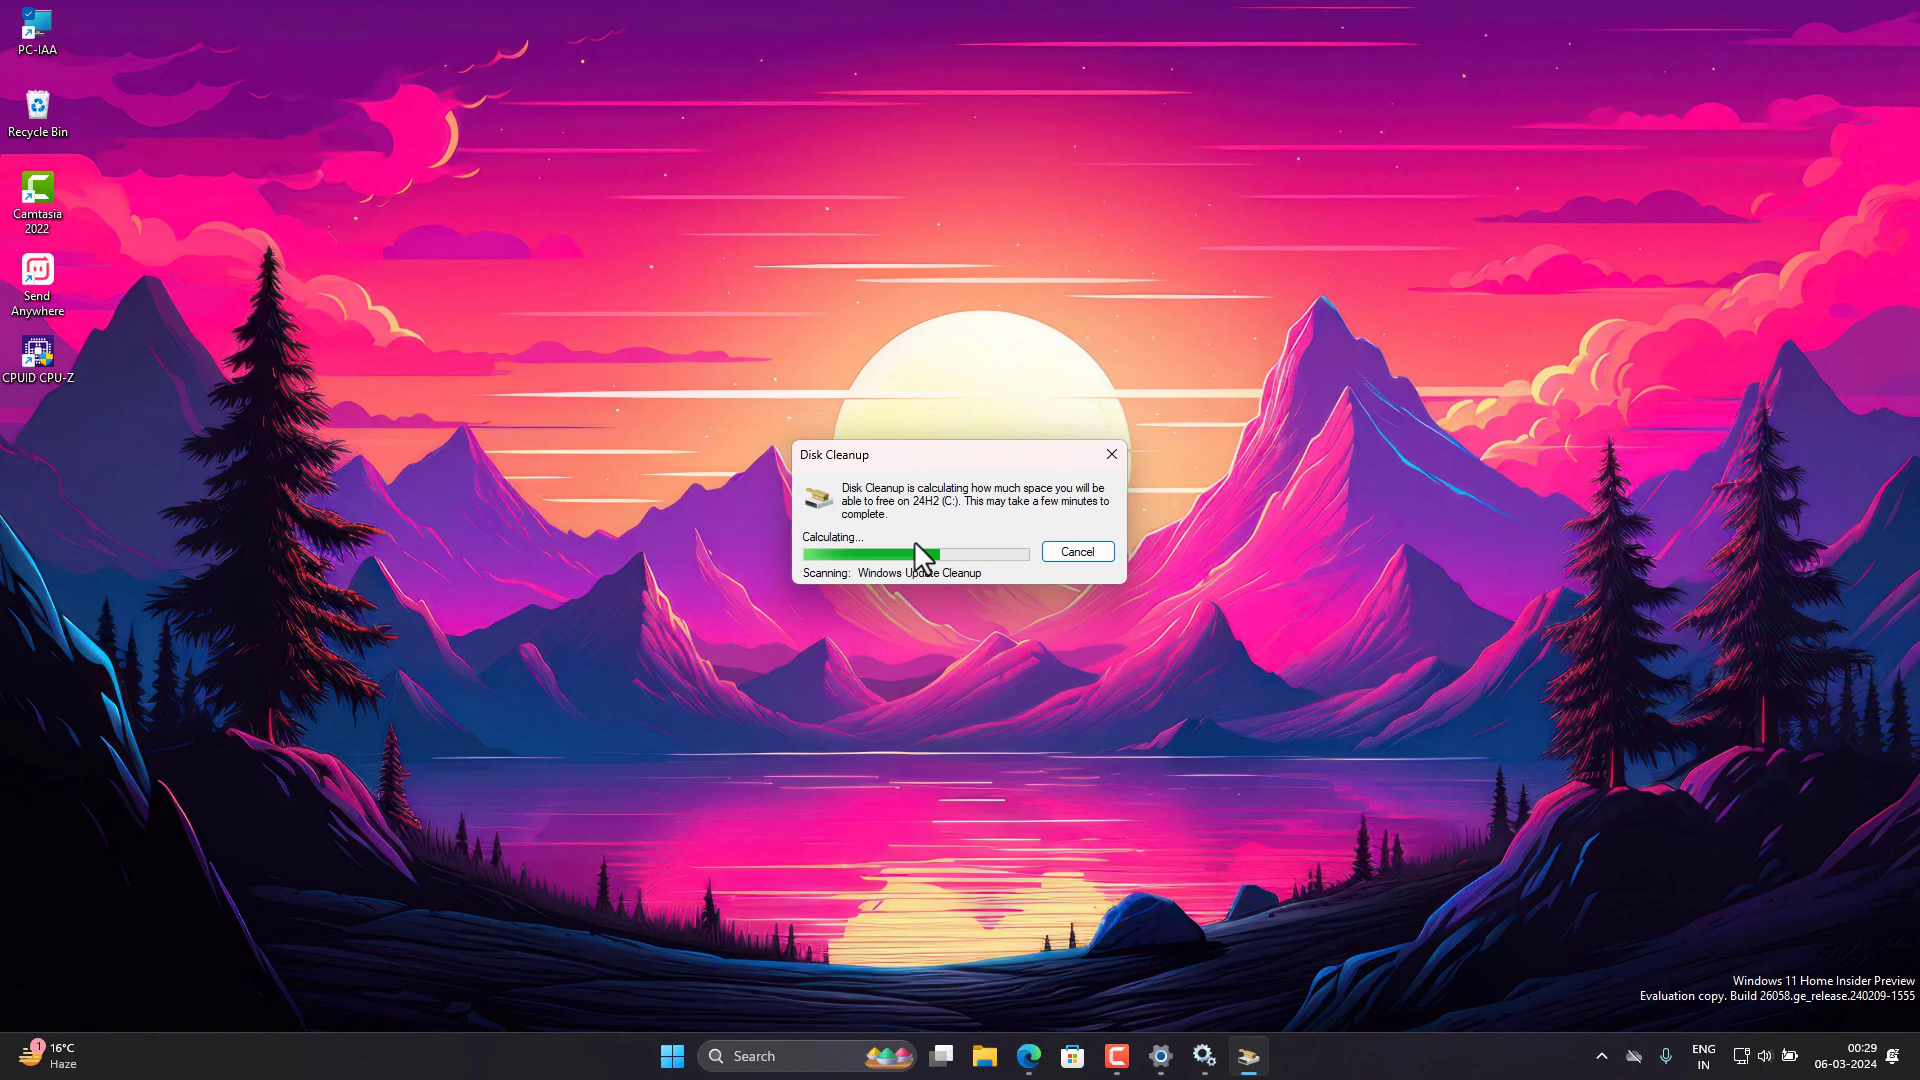 PC-IAA
Recycle Bin
Camtasia
2022
Send
Anywhere
CPUID CPU-Z
Disk Cleanup
Disk Cleanup is calculating how much space you will be
able to free on 24H2 (C:). This may take a few minutes to
complete.
Calculating...
Cancel
Scanning: Windows Update Cleanup
Windows 11 Home Insider Preview
Evaluation copy. Build 26058.ge_release.240209-1555
1
16°C
Haze
Search
ENG
IN
00:29
06-03-2024